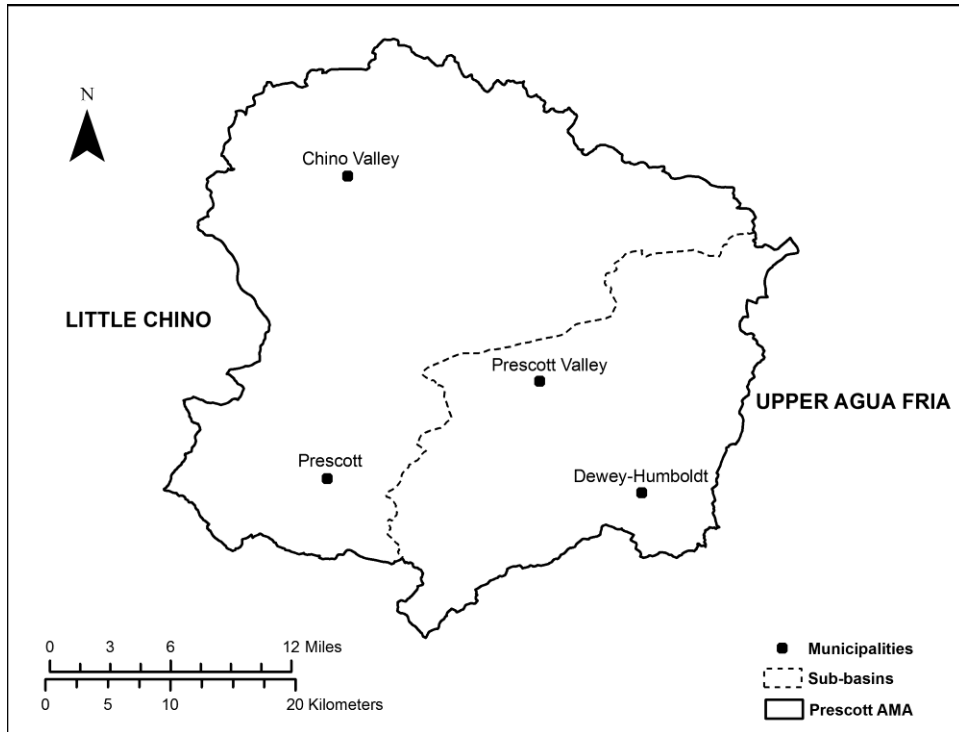 N
Chino Valley
LITTLE CHINO
Prescott Valley
UPPER AGUA FRIA
Prescott
Dewey-Humboldt
0 3 6 12 Miles
0 5 10 20 Kilometers
Municipalities
Sub-basins
Prescott AMA